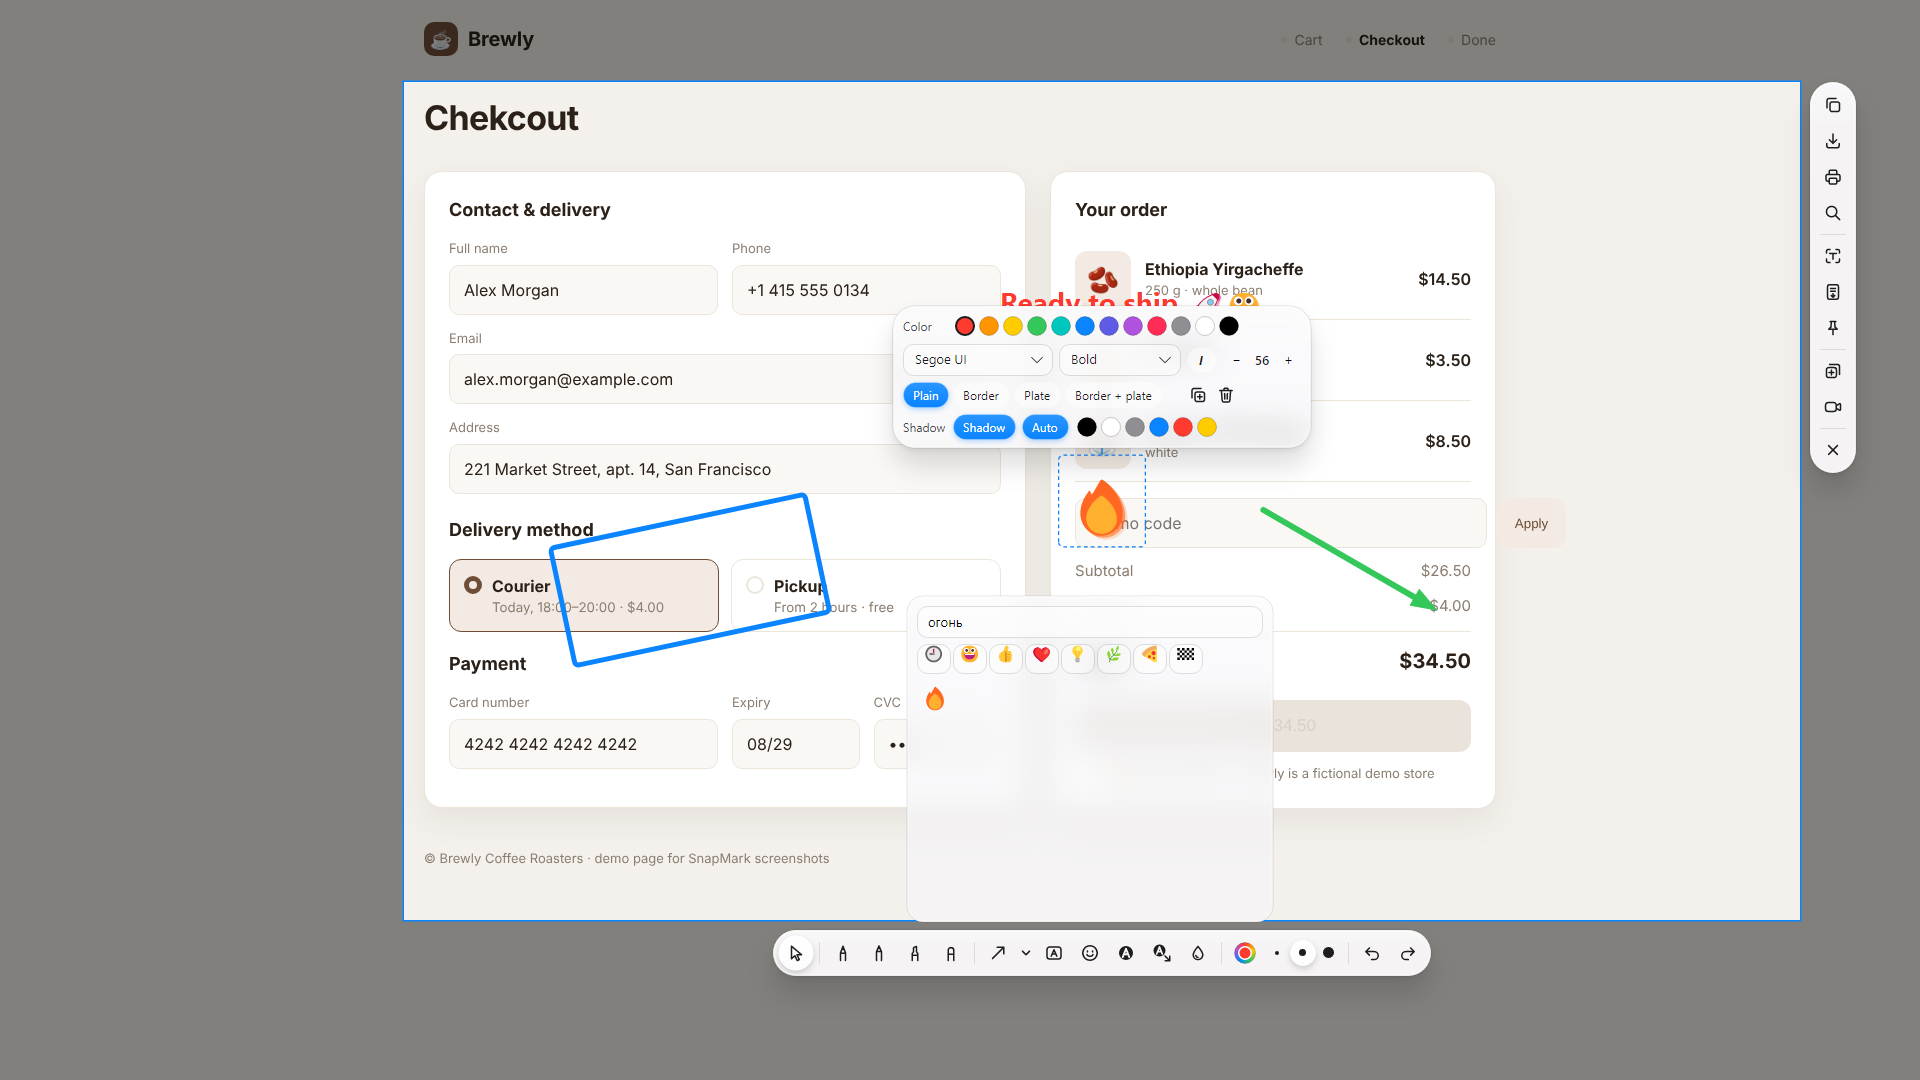 Brewly
Cart
Checkout
Done
Chekcout
Contact & delivery
Full name
Phone
Alex Morgan
+1 415 555 0134
Email
alex.morgan@example.com
Address
221 Market Street, apt. 14, San Francisco
Delivery method
Courier
Today, 18:00–20:00 · $4.00
Pickup
From 2 hours · free
Payment
Card number
Expiry
CVC
4242 4242 4242 4242
08/29
Your order
Ethiopia Yirgacheffe
250 g · whole bean
$14.50
Ready to ship
$3.50
$8.50
white
code
Apply
Subtotal
$26.50
$4.00
$34.50
34.50
is a fictional demo store
Color
Segoe UI
Bold
I
− 56 +
Plain
Border
Plate
Border + plate
Shadow
Shadow
Auto
огонь
© Brewly Coffee Roasters · demo page for SnapMark screenshots